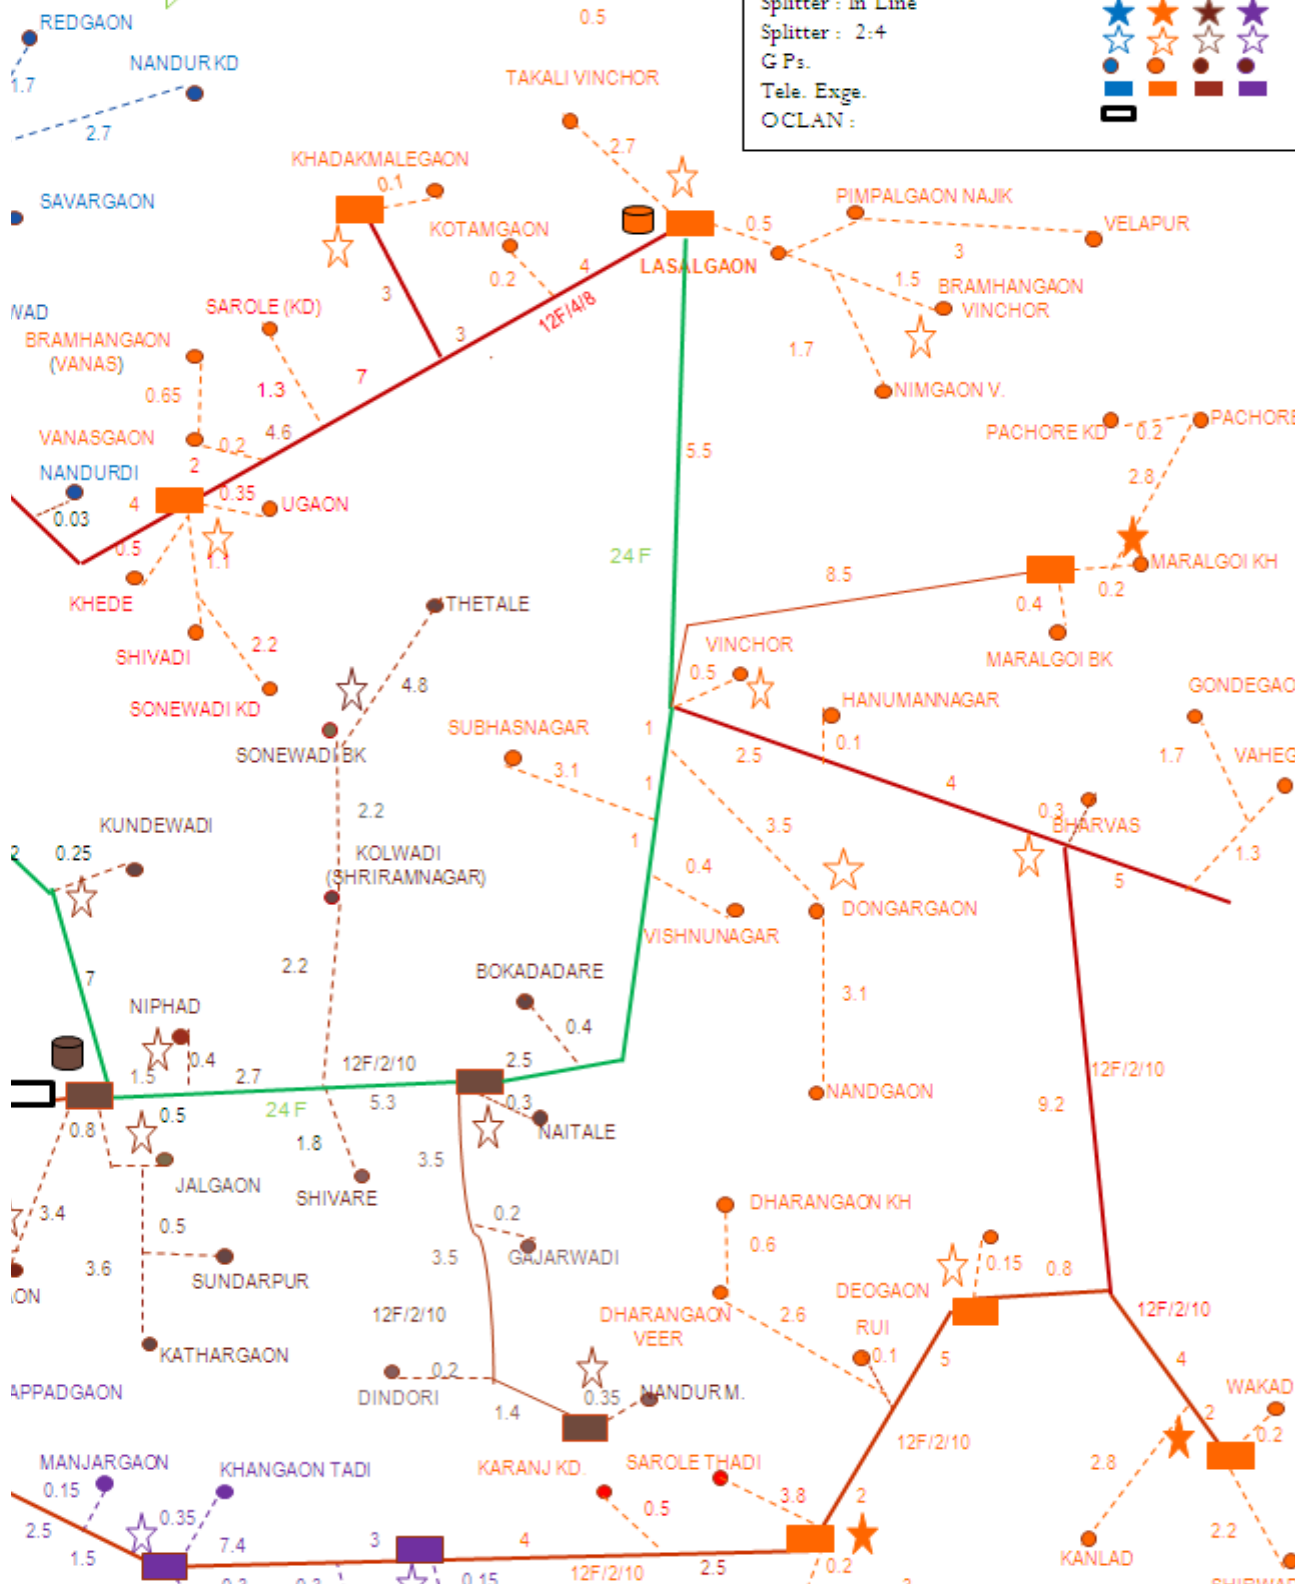 Splitter : In Line
Splitter : 2:4
G Ps.
Tele. Exge.
OCLAN :
REDGAON
0.5
1.7
NANDUR KD
2.7
TAKALI VINCHOR
2.7
KHADAKMALEGAON
0.1
SAVARGAON
KOTAMGAON
0.2
4
LASALGAON
0.5
PIMPALGAON NAJIK
VELAPUR
3
1.5
BRAMHANGAON
VINCHOR
1.7
NIMGAON V.
WAD
SAROLE (KD)
3
12F/4/8
3
BRAMHANGAON
(VANAS)
0.65
1.3
7
VANASGAON
0.2
4.6
2
NANDURDI
0.03
4
0.35
UGAON
0.5
1.1
KHEDE
SHIVADI
2.2
SONEWADI KD
5.5
24 F
PACHORE KD
0.2
PACHORE
2.8
8.5
MARALGOI KH
0.2
0.4
MARALGOI BK
THETALE
4.8
SONEWADI BK
2.2
VINCHOR
0.5
HANUMANNAGAR
0.1
GONDEGAO
1.7
VAHEG
1.3
SUBHASNAGAR
3.1
1
1
1
2.5
4
0.3
BHARVAS
5
3.5
0.4
VISHNUNAGAR
DONGARGAON
3.1
NANDGAON
KUNDEWADI
2
0.25
KOLWADI
(SHRIRAMNAGAR)
2.2
7
NIPHAD
0.4
1.5
2.7
BOKADADARE
0.4
12F/2/10
2.5
24 F
5.3
0.3
NAITALE
0.8
0.5
JALGAON
1.8
SHIVARE
3.5
12F/2/10
9.2
3.4
0.5
SUNDARPUR
3.6
AON
KATHARGAON
0.2
GAJARWADI
3.5
12F/2/10
DINDORI
0.2
1.4
0.35
NANDUR M.
DHARANGAON KH
0.6
DHARANGAON
VEER
2.6
DEOGAON
0.15
0.8
RUI
0.1
5
12F/2/10
12F/2/10
4
WAKAD
2
0.2
2.8
KANLAD
2.2
SHIRWAD
APPADGAON
MANJARGAON
0.15
KHANGAON TADI
0.35
2.5
1.5
7.4
3
KARANJ KD.
0.5
SAROLE THADI
3.8
2
4
12F/2/10
2.5
0.2
0.3
0.3
0.15